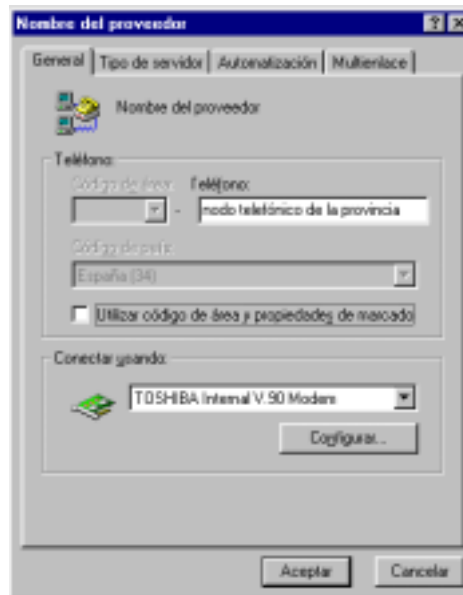 Nombre del proveedor
General Tipo de servidor Automatización Multienlace
Nombre del proveedor
Teléfono:
Código de área: Teléfono:
- nodo telefónico de la provincia
Código de país:
España (34)
Utilizar código de área y propiedades de marcado
Conectar usando:
TOSHIBA Internal V.90 Modem
Configurar...
Aceptar Cancelar